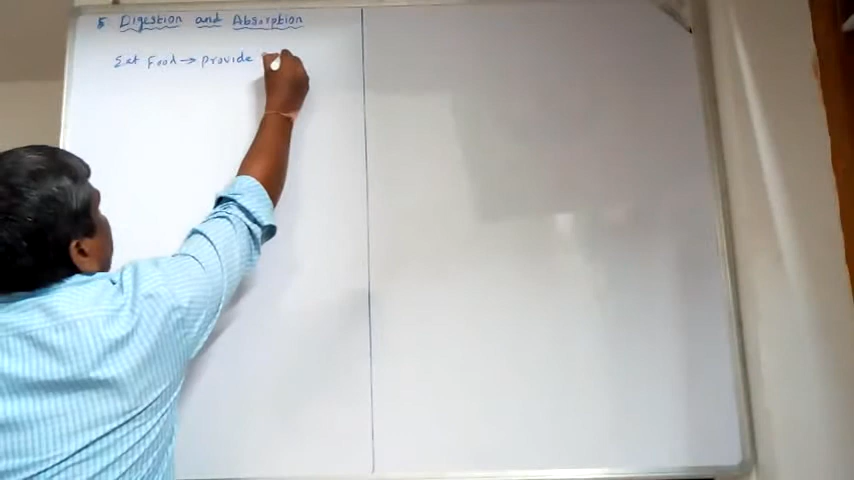 5 Digestion and Absorption
Eat Food → Provide